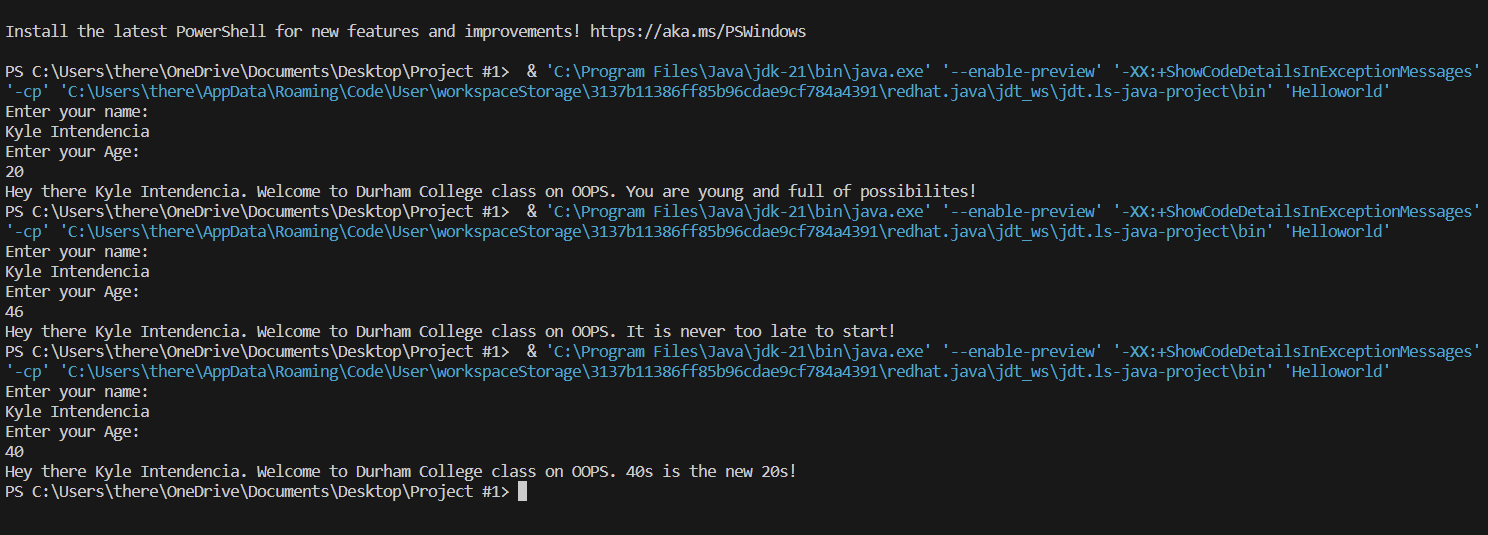 Install the latest PowerShell for new features and improvements! https://aka.ms/PSWindows
PS C:\Users\there\OneDrive\Documents\Desktop\Project #1>  & 'C:\Program Files\Java\jdk-21\bin\java.exe' '--enable-preview' '-XX:+ShowCodeDetailsInExceptionMessages'
'-cp' 'C:\Users\there\AppData\Roaming\Code\User\workspaceStorage\3137b11386ff85b96cdae9cf784a4391\redhat.java\jdt_ws\jdt.ls-java-project\bin' 'Helloworld'
Enter your name:
Kyle Intendencia
Enter your Age:
20
Hey there Kyle Intendencia. Welcome to Durham College class on OOPS. You are young and full of possibilites!
PS C:\Users\there\OneDrive\Documents\Desktop\Project #1>  & 'C:\Program Files\Java\jdk-21\bin\java.exe' '--enable-preview' '-XX:+ShowCodeDetailsInExceptionMessages'
'-cp' 'C:\Users\there\AppData\Roaming\Code\User\workspaceStorage\3137b11386ff85b96cdae9cf784a4391\redhat.java\jdt_ws\jdt.ls-java-project\bin' 'Helloworld'
Enter your name:
Kyle Intendencia
Enter your Age:
46
Hey there Kyle Intendencia. Welcome to Durham College class on OOPS. It is never too late to start!
PS C:\Users\there\OneDrive\Documents\Desktop\Project #1>  & 'C:\Program Files\Java\jdk-21\bin\java.exe' '--enable-preview' '-XX:+ShowCodeDetailsInExceptionMessages'
'-cp' 'C:\Users\there\AppData\Roaming\Code\User\workspaceStorage\3137b11386ff85b96cdae9cf784a4391\redhat.java\jdt_ws\jdt.ls-java-project\bin' 'Helloworld'
Enter your name:
Kyle Intendencia
Enter your Age:
40
Hey there Kyle Intendencia. Welcome to Durham College class on OOPS. 40s is the new 20s!
PS C:\Users\there\OneDrive\Documents\Desktop\Project #1>